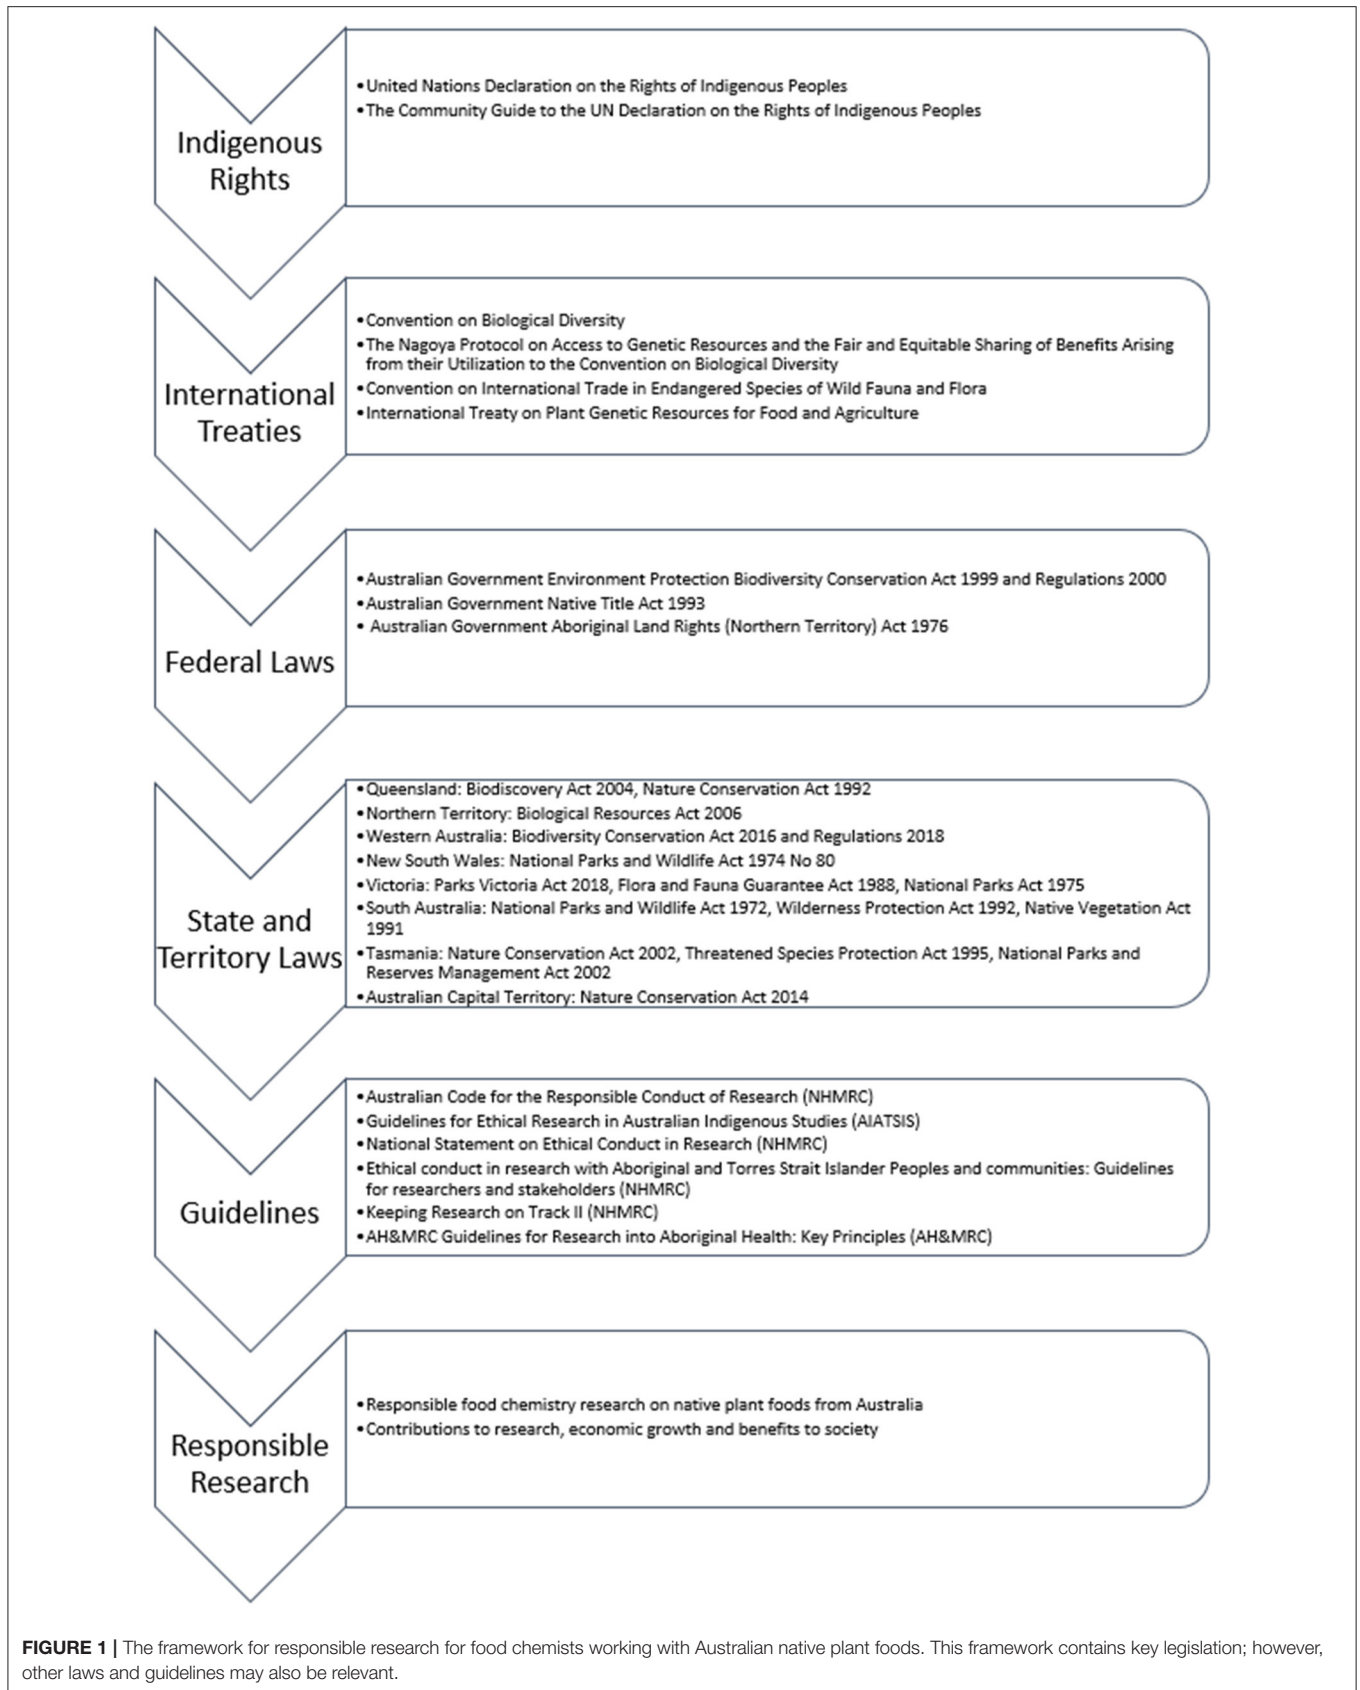 Indigenous
Rights
•United Nations Declaration on the Rights of Indigenous Peoples
•The Community Guide to the UN Declaration on the Rights of Indigenous Peoples
International
Treaties
•Convention on Biological Diversity
•The Nagoya Protocol on Access to Genetic Resources and the Fair and Equitable Sharing of Benefits Arising
from their Utilization to the Convention on Biological Diversity
•Convention on International Trade in Endangered Species of Wild Fauna and Flora
•International Treaty on Plant Genetic Resources for Food and Agriculture
Federal Laws
•Australian Government Environment Protection Biodiversity Conservation Act 1999 and Regulations 2000
•Australian Government Native Title Act 1993
• Australian Government Aboriginal Land Rights (Northern Territory) Act 1976
State and
Territory Laws
•Queensland: Biodiscovery Act 2004, Nature Conservation Act 1992
•Northern Territory: Biological Resources Act 2006
•Western Australia: Biodiversity Conservation Act 2016 and Regulations 2018
•New South Wales: National Parks and Wildlife Act 1974 No 80
•Victoria: Parks Victoria Act 2018, Flora and Fauna Guarantee Act 1988, National Parks Act 1975
•South Australia: National Parks and Wildlife Act 1972, Wilderness Protection Act 1992, Native Vegetation Act
1991
•Tasmania: Nature Conservation Act 2002, Threatened Species Protection Act 1995, National Parks and
Reserves Management Act 2002
•Australian Capital Territory: Nature Conservation Act 2014
Guidelines
•Australian Code for the Responsible Conduct of Research (NHMRC)
•Guidelines for Ethical Research in Australian Indigenous Studies (AIATSIS)
•National Statement on Ethical Conduct in Research (NHMRC)
•Ethical conduct in research with Aboriginal and Torres Strait Islander Peoples and communities: Guidelines
for researchers and stakeholders (NHMRC)
•Keeping Research on Track II (NHMRC)
•AH&MRC Guidelines for Research into Aboriginal Health: Key Principles (AH&MRC)
Responsible
Research
•Responsible food chemistry research on native plant foods from Australia
•Contributions to research, economic growth and benefits to society
FIGURE 1 | The framework for responsible research for food chemists working with Australian native plant foods. This framework contains key legislation; however,
other laws and guidelines may also be relevant.